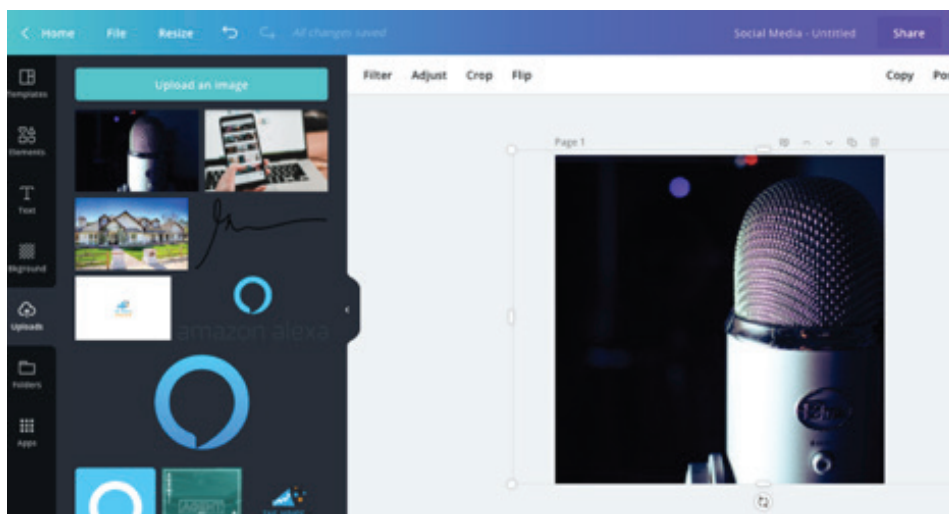 Home File Resize All changes saved Social Media - Untitled Share
Templates
Elements
Text
Bkground
Uploads
Folders
Apps
Upload an image
amazon alexa
Filter Adjust Crop Flip Copy Po
Page 1